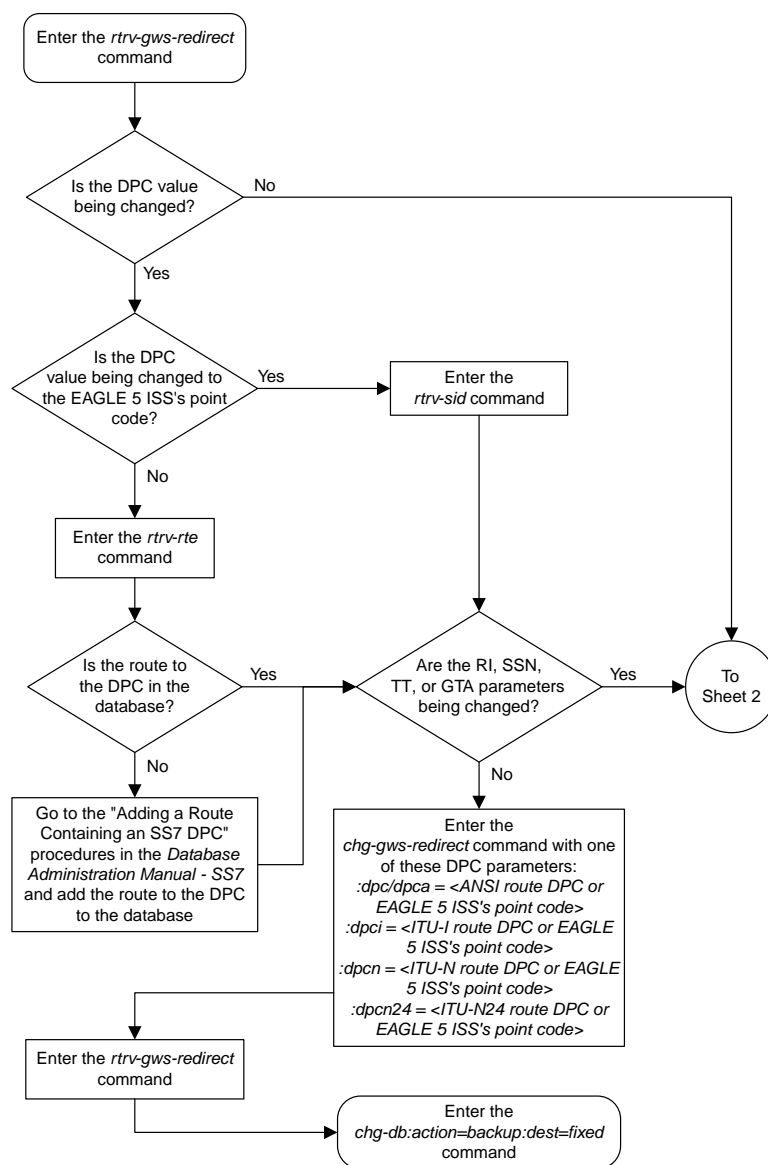 Enter the rtrv-gws-redirect
command
Is the DPC value
being changed?
No
Yes
Is the DPC
value being changed to
the EAGLE 5 ISS's point
code?
Yes
Enter the
rtrv-sid command
No
Enter the rtrv-rte
command
Is the route to
the DPC in the
database?
Yes
Are the RI, SSN,
TT, or GTA parameters
being changed?
Yes
To
Sheet 2
No
Go to the "Adding a Route
Containing an SS7 DPC"
procedures in the Database
Administration Manual - SS7
and add the route to the DPC
to the database
No
Enter the
chg-gws-redirect command with one
of these DPC parameters:
:dpc/dpca = <ANSI route DPC or
EAGLE 5 ISS's point code>
:dpci = <ITU-I route DPC or EAGLE
5 ISS's point code>
:dpcn = <ITU-N route DPC or EAGLE
5 ISS's point code>
:dpcn24 = <ITU-N24 route DPC or
EAGLE 5 ISS's point code>
Enter the rtrv-gws-redirect
command
Enter the
chg-db:action=backup:dest=fixed
command